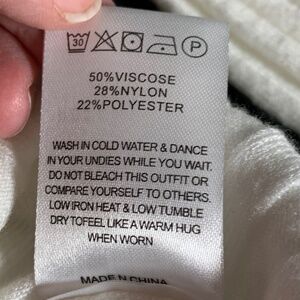 30 P
50%VISCOSE
28%NYLON
22%POLYESTER
WASH IN COLD WATER & DANCE
IN YOUR UNDIES WHILE YOU WAIT.
DO NOT BLEACH THIS OUTFIT OR
COMPARE YOURSELF TO OTHERS.
LOW IRON HEAT & LOW TUMBLE
DRY TOFEEL LIKE A WARM HUG
WHEN WORN
MADE N CHINA